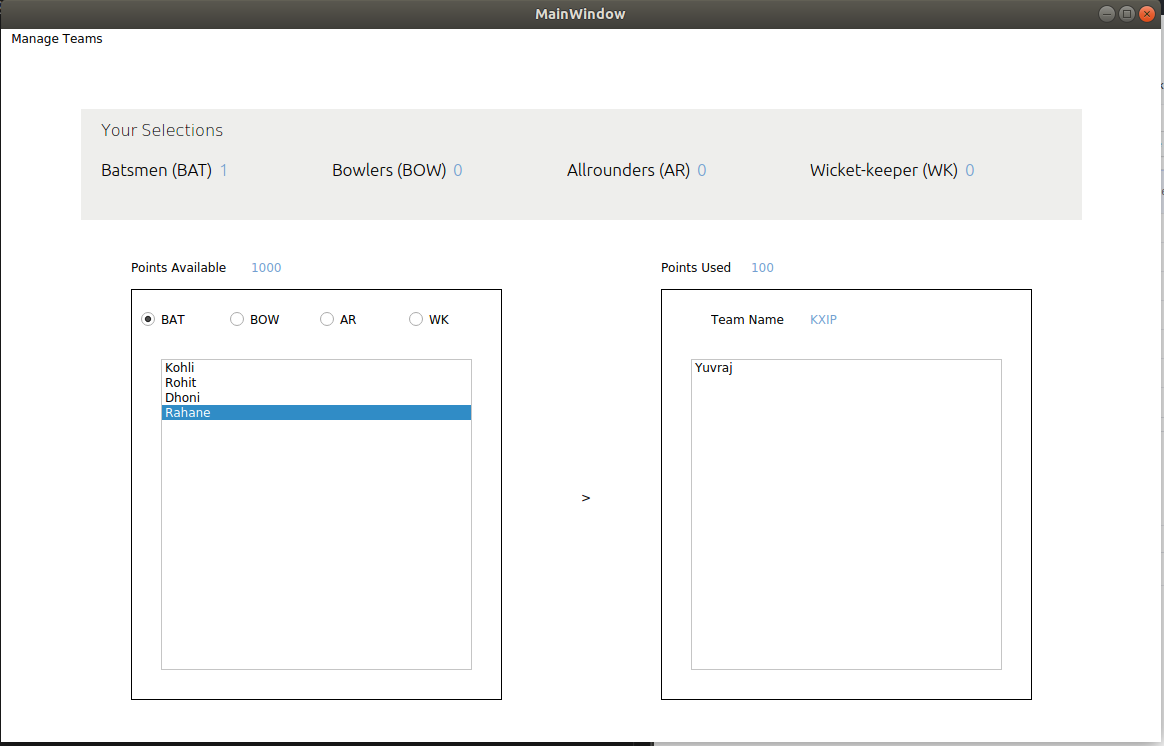 MainWindow
Manage Teams
Your Selections
Batsmen (BAT) 1 Bowlers (BOW) 0 Allrounders (AR) 0 Wicket-keeper (WK) 0
Points Available 1000 Points Used 100
BAT BOW AR WK
Team Name KXIP
Kohli
Rohit
Dhoni
Rahane
>
Yuvraj